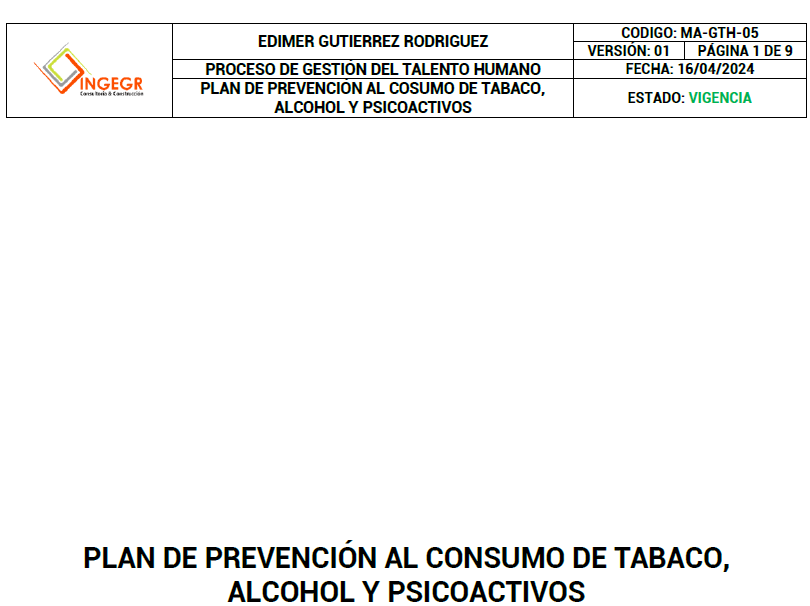 INGEGR
Consultoría & Construcción
EDIMER GUTIERREZ RODRIGUEZ
PROCESO DE GESTIÓN DEL TALENTO HUMANO
PLAN DE PREVENCIÓN AL COSUMO DE TABACO,
ALCOHOL Y PSICOACTIVOS
CODIGO: MA-GTH-05
VERSIÓN: 01 PÁGINA 1 DE 9
FECHA: 16/04/2024
ESTADO: VIGENCIA
PLAN DE PREVENCIÓN AL CONSUMO DE TABACO,
ALCOHOL Y PSICOACTIVOS